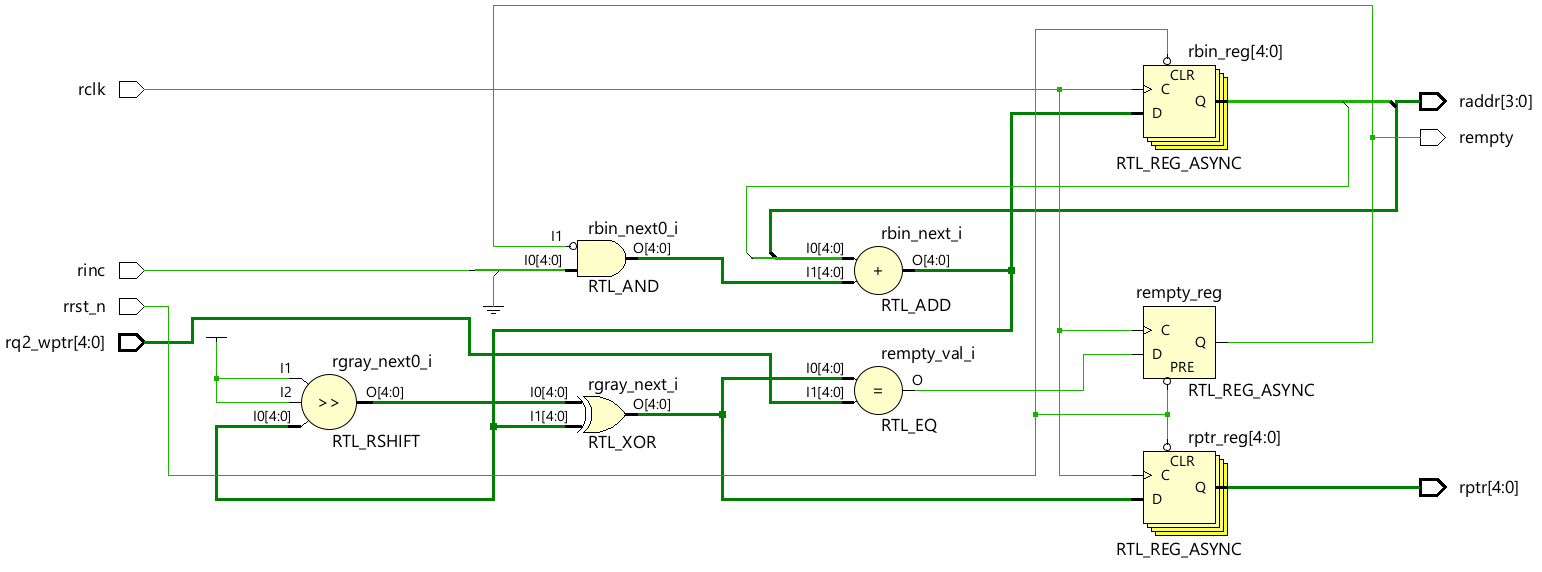 rclk
rinc
rrst_n
rq2_wptr[4:0]
rbin_next0_i
I1
I0[4:0]
O[4:0]
RTL_AND
rbin_next_i
I0[4:0]
I1[4:0]
+
O[4:0]
RTL_ADD
rbin_reg[4:0]
CLR
C
Q
D
RTL_REG_ASYNC
raddr[3:0]
rempty
rgray_next0_i
I1
I2
I0[4:0]
>>
O[4:0]
RTL_RSHIFT
rgray_next_i
I0[4:0]
I1[4:0]
O[4:0]
RTL_XOR
rempty_val_i
I0[4:0]
I1[4:0]
=
O
RTL_EQ
rempty_reg
C
D
Q
PRE
RTL_REG_ASYNC
rptr_reg[4:0]
CLR
C
Q
D
RTL_REG_ASYNC
rptr[4:0]